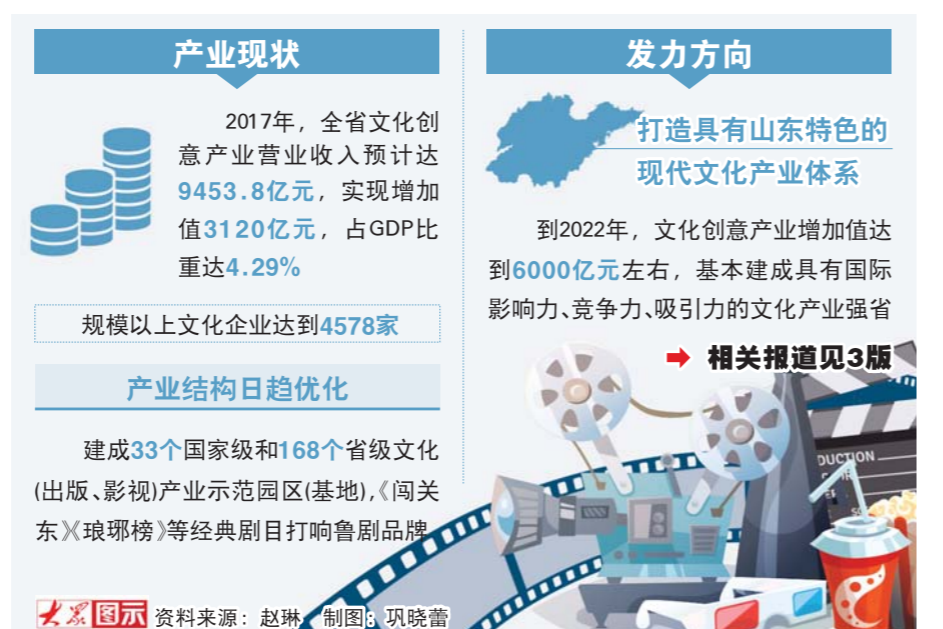 产业现状
2017年，全省文化创
意产业营业收入预计达
9453.8亿元，实现增加
值3120亿元，占GDP比
重达4.29%
规模以上文化企业达到4578家
产业结构日趋优化
建成33个国家级和168个省级文化
(出版、影视)产业示范园区(基地)，《闯关
东》《琅琊榜》等经典剧目打响鲁剧品牌
大众图示 资料来源：赵琳 制图：巩晓蕾
发力方向
打造具有山东特色的
现代文化产业体系
到2022年，文化创意产业增加值达
到6000亿元左右，基本建成具有国际
影响力、竞争力、吸引力的文化产业强省
➡ 相关报道见3版